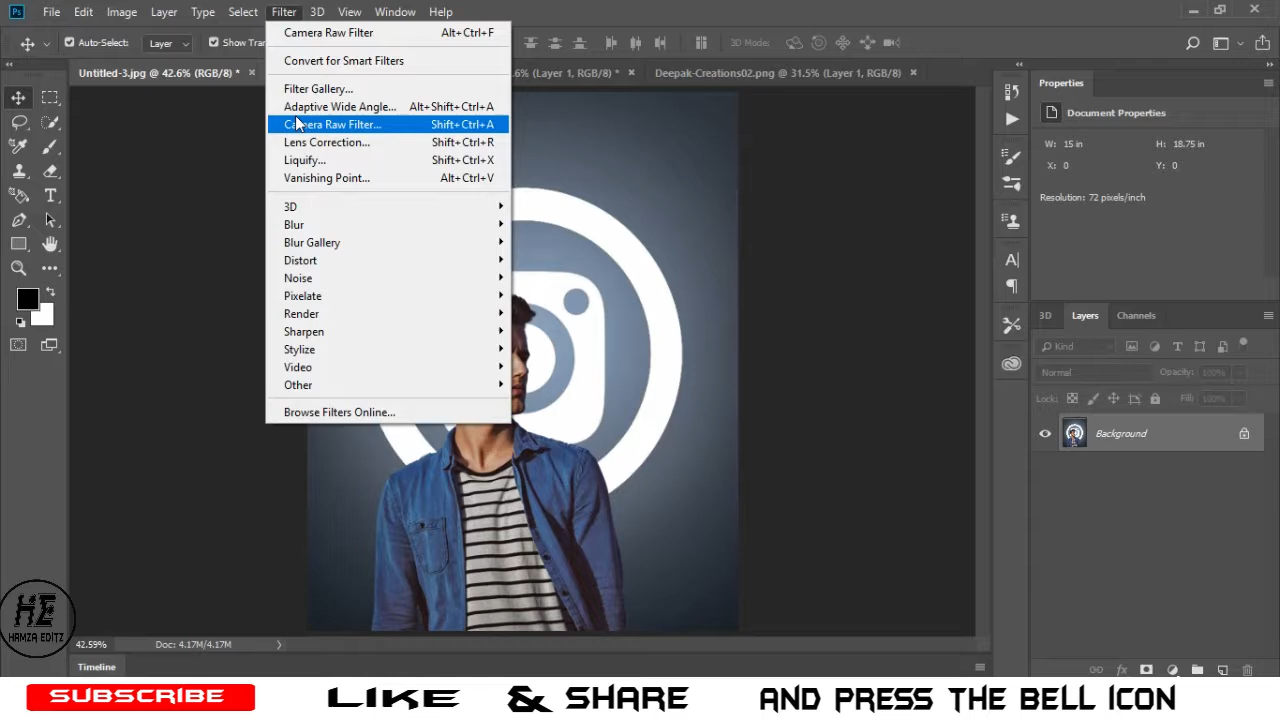 Ps File Edit Image Layer Type Select Filter 3D View Window Help
Auto-Select: Layer Show Tran 3D Mode:
Untitled-3.jpg @ 42.6% (RGB/8) * .6% (Layer 1, RGB/8) * Deepak-Creations02.png @ 31.5% (Layer 1, RGB/8)
Camera Raw Filter Alt+Ctrl+F
Convert for Smart Filters
Filter Gallery...
Adaptive Wide Angle... Alt+Shift+Ctrl+A
Camera Raw Filter... Shift+Ctrl+A
Lens Correction... Shift+Ctrl+R
Liquify... Shift+Ctrl+X
Vanishing Point... Alt+Ctrl+V
3D
Blur
Blur Gallery
Distort
Noise
Pixelate
Render
Sharpen
Stylize
Video
Other
Browse Filters Online...
Properties
Document Properties
W: 15 in H: 18.75 in
X: 0 Y: 0
Resolution: 72 pixels/inch
3D Layers Channels
Kind
Normal Opacity: 100%
Lock: Fill: 100%
Background
HE
HAMZA EDITZ
42.59% Doc: 4.17M/4.17M
Timeline
SUBSCRIBE LIKE & SHARE AND PRESS THE BELL ICON